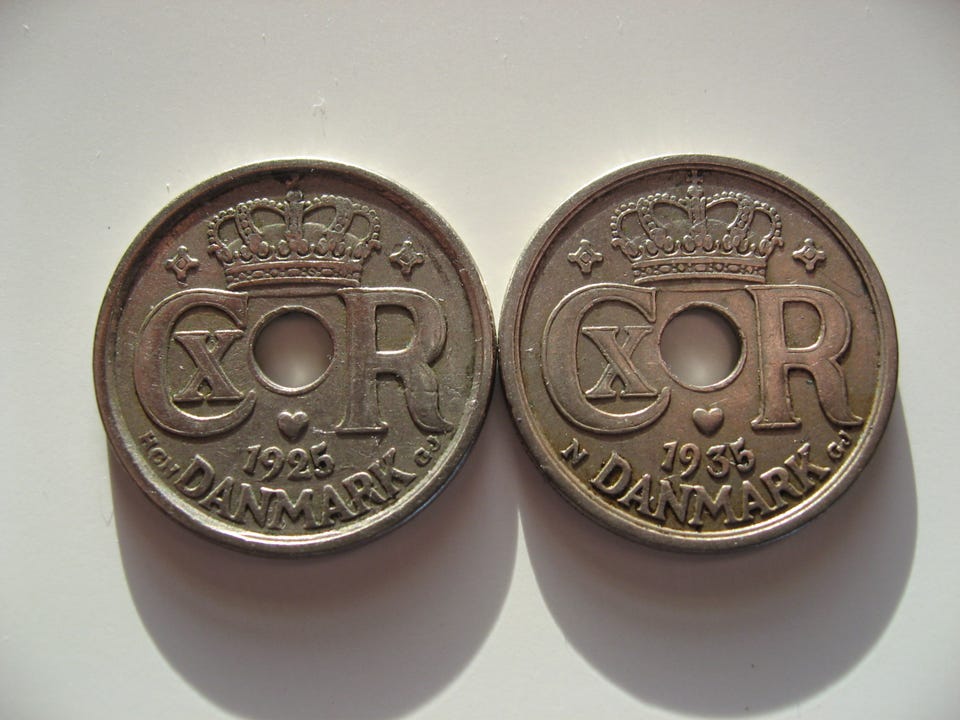 CXR
1925
HCN DANMARK GJ
CXR
1935
N DANMARK GJ